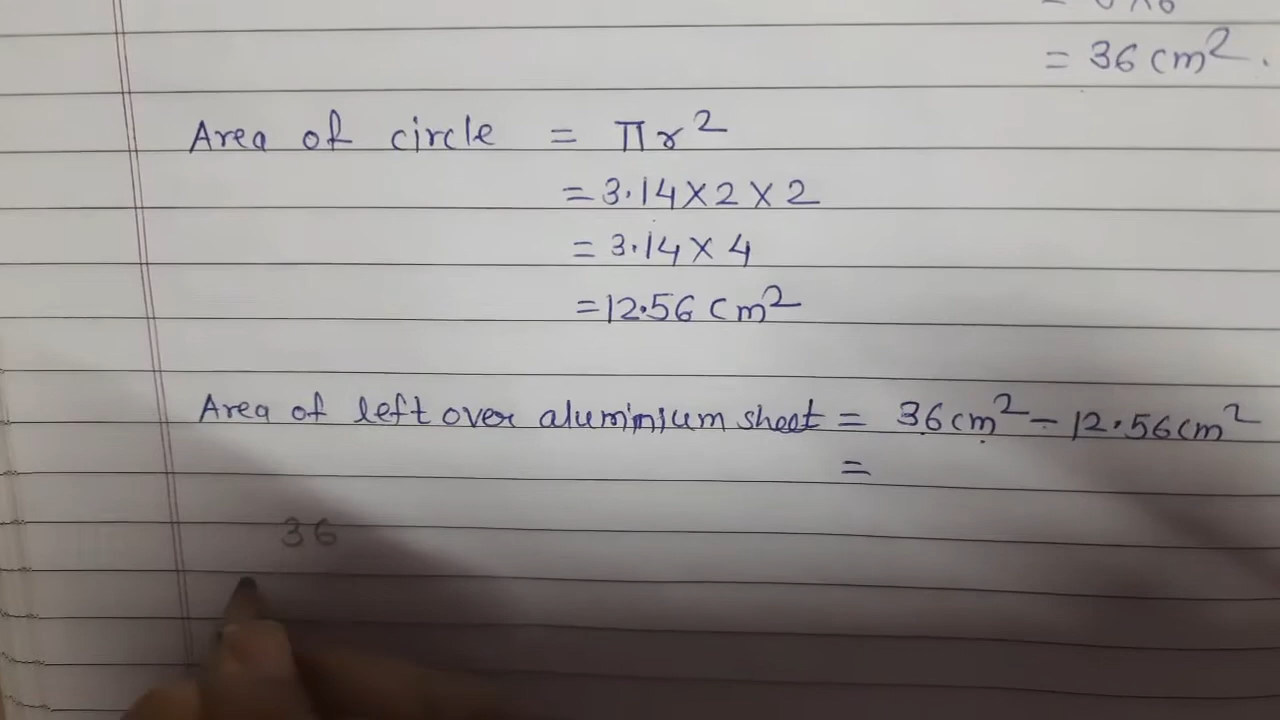 = 36 cm².
Area of circle = πr²
= 3.14 × 2 × 2
= 3.14 × 4
= 12.56 cm²
Area of left over aluminium sheet = 36 cm² − 12.56 cm²
=
36